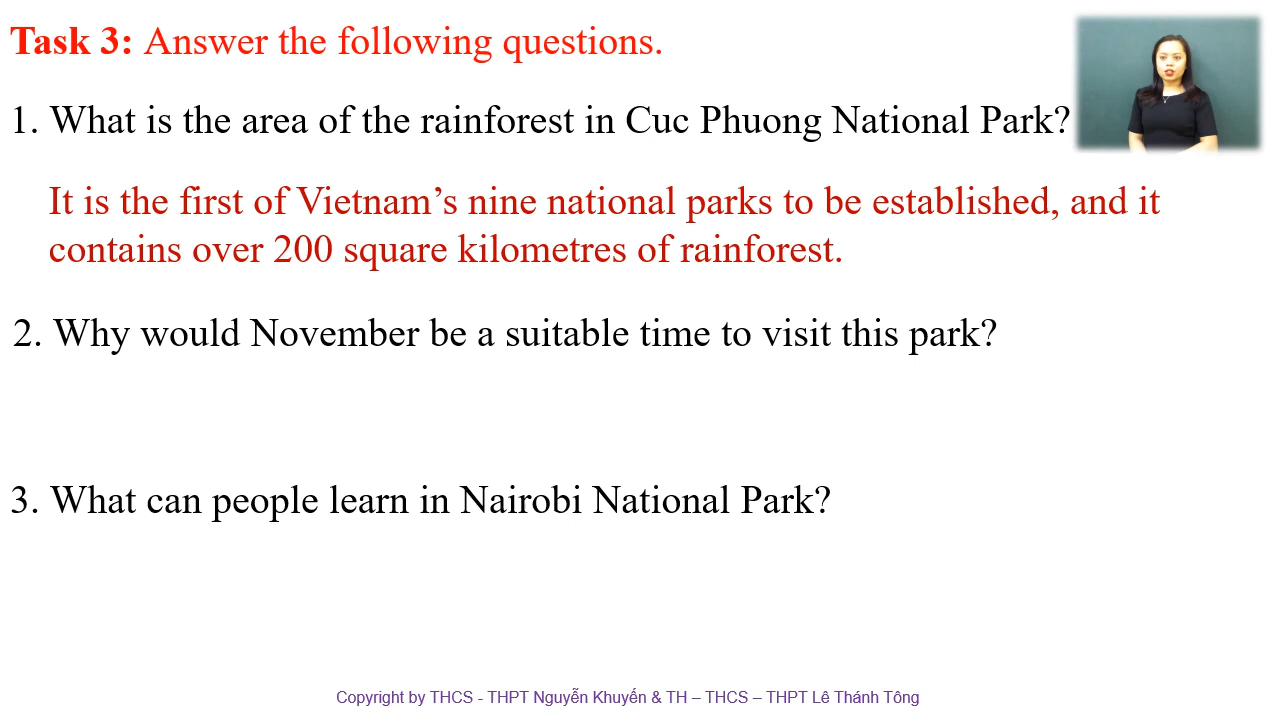 Task 3: Answer the following questions.
1. What is the area of the rainforest in Cuc Phuong National Park?
It is the first of Vietnam’s nine national parks to be established, and it
contains over 200 square kilometres of rainforest.
2. Why would November be a suitable time to visit this park?
3. What can people learn in Nairobi National Park?
Copyright by THCS - THPT Nguyễn Khuyến & TH – THCS – THPT Lê Thánh Tông